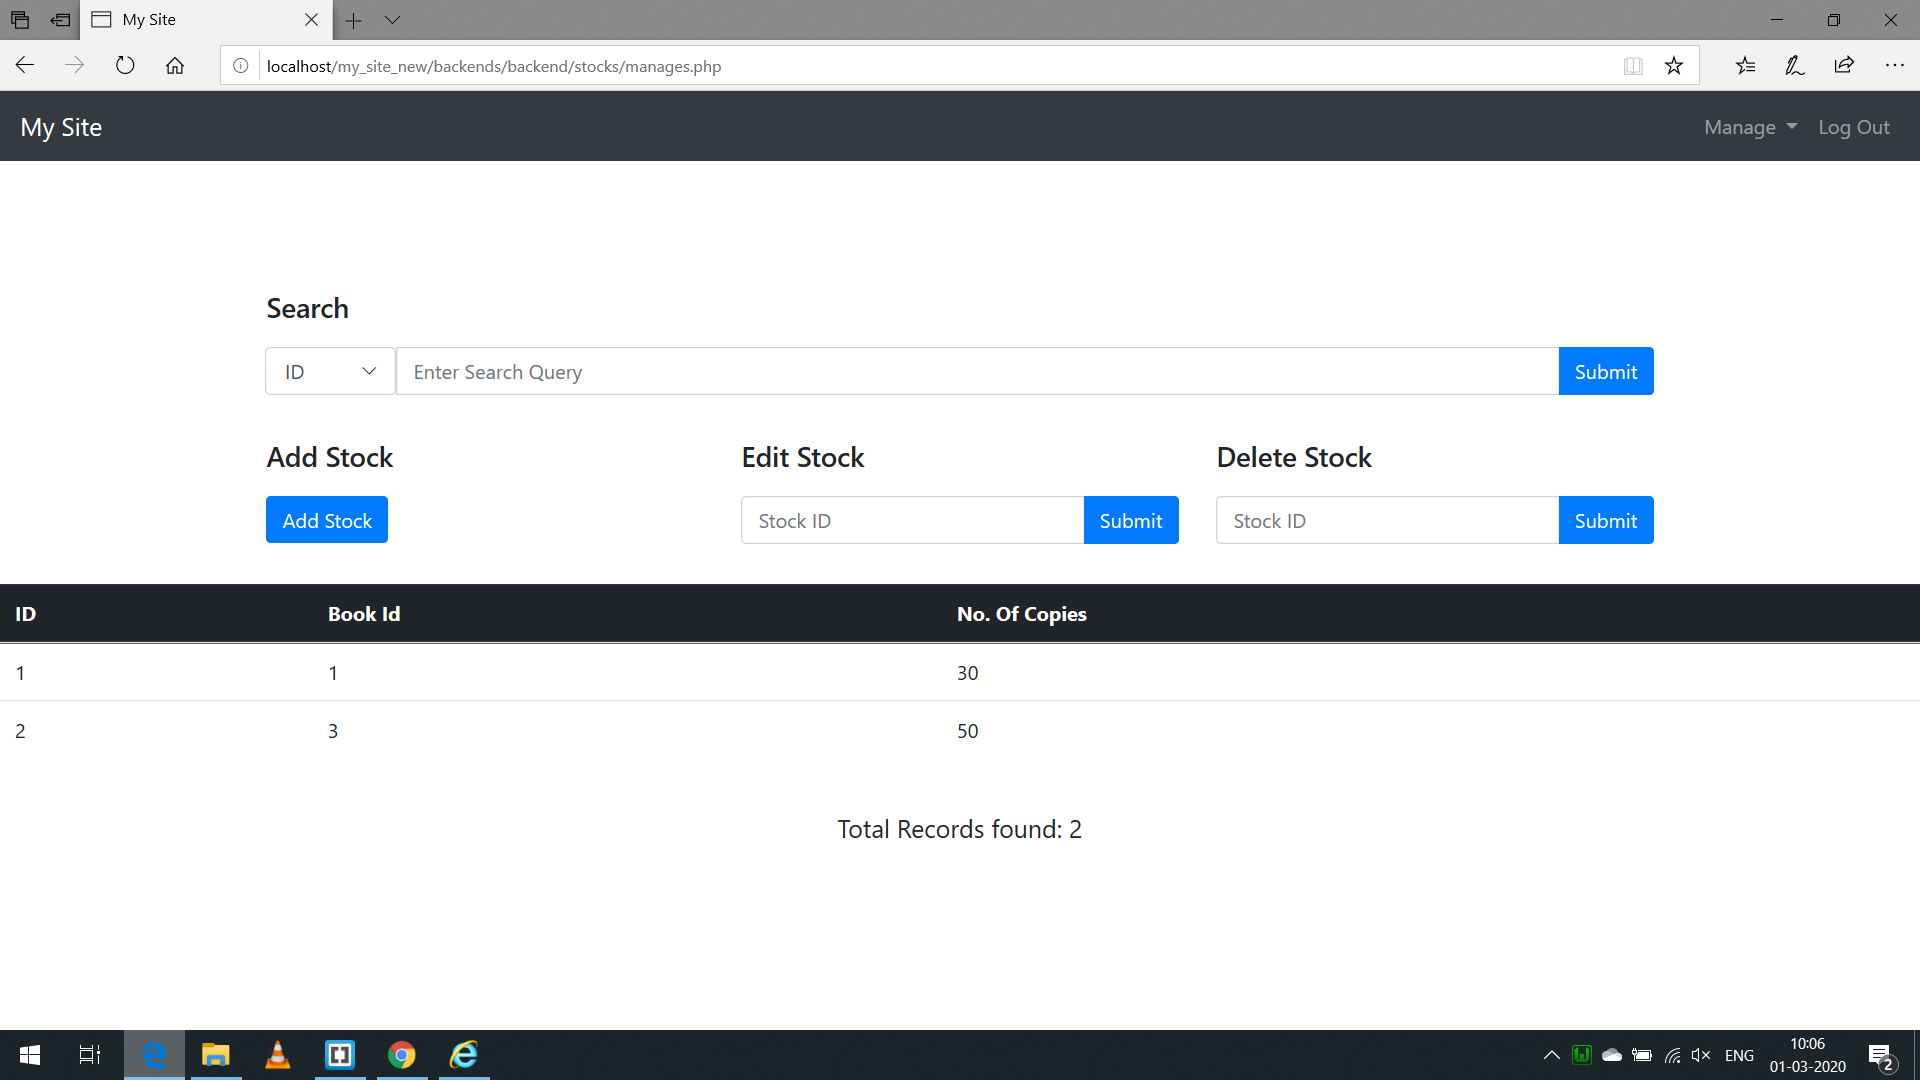 My Site
localhost/my_site_new/backends/backend/stocks/manages.php
My Site Manage Log Out
Search
ID Enter Search Query Submit
Add Stock Edit Stock Delete Stock
Add Stock Stock ID Submit Stock ID Submit
ID Book Id No. Of Copies
1 1 30
2 3 50
Total Records found: 2
ENG 10:06
01-03-2020 2